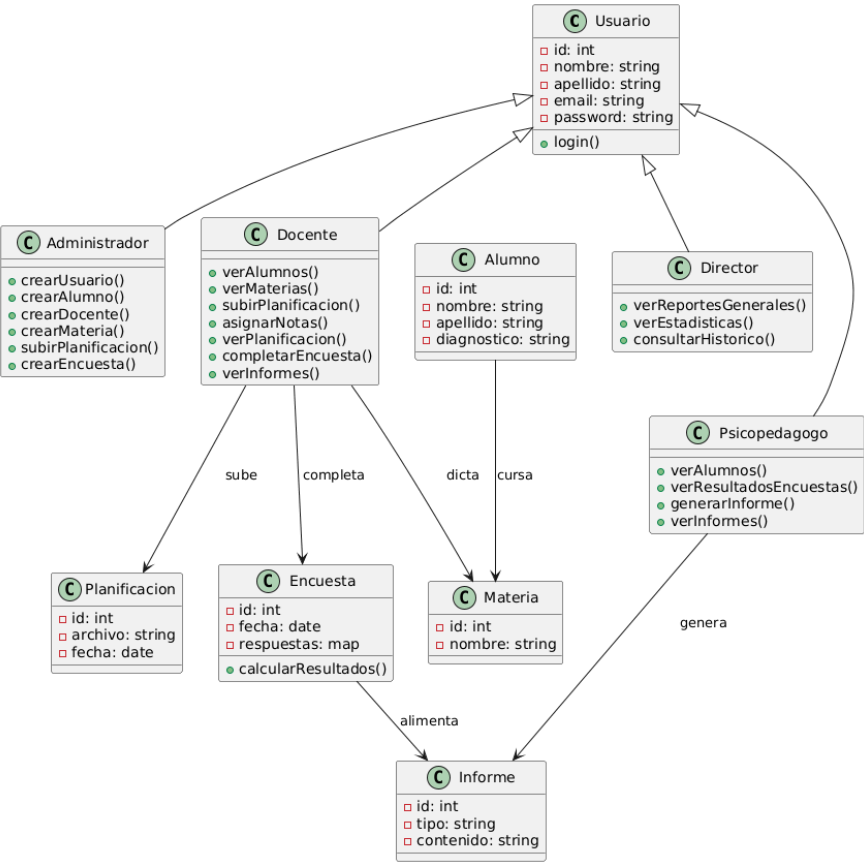 C Usuario
id: int
nombre: string
apellido: string
email: string
password: string
login()
C Administrador
crearUsuario()
crearAlumno()
crearDocente()
crearMateria()
subirPlanificacion()
crearEncuesta()
C Docente
verAlumnos()
verMaterias()
subirPlanificacion()
asignarNotas()
verPlanificacion()
completarEncuesta()
verInformes()
C Alumno
id: int
nombre: string
apellido: string
diagnostico: string
C Director
verReportesGenerales()
verEstadisticas()
consultarHistorico()
C Psicopedagogo
verAlumnos()
verResultadosEncuestas()
generarInforme()
verInformes()
sube
completa
dicta
cursa
C Planificacion
id: int
archivo: string
fecha: date
C Encuesta
id: int
fecha: date
respuestas: map
calcularResultados()
C Materia
id: int
nombre: string
genera
alimenta
C Informe
id: int
tipo: string
contenido: string